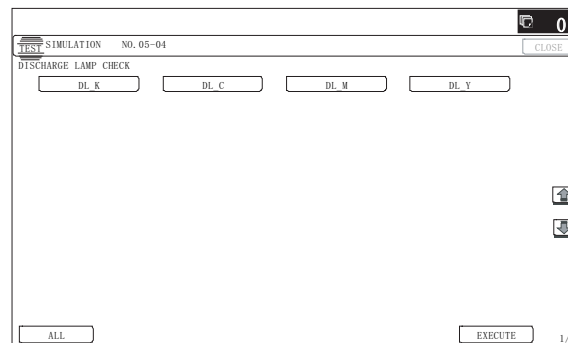 0
TEST SIMULATION NO. 05-04
CLOSE
DISCHARGE LAMP CHECK
DL_K DL_C DL_M DL_Y
ALL EXECUTE 1/